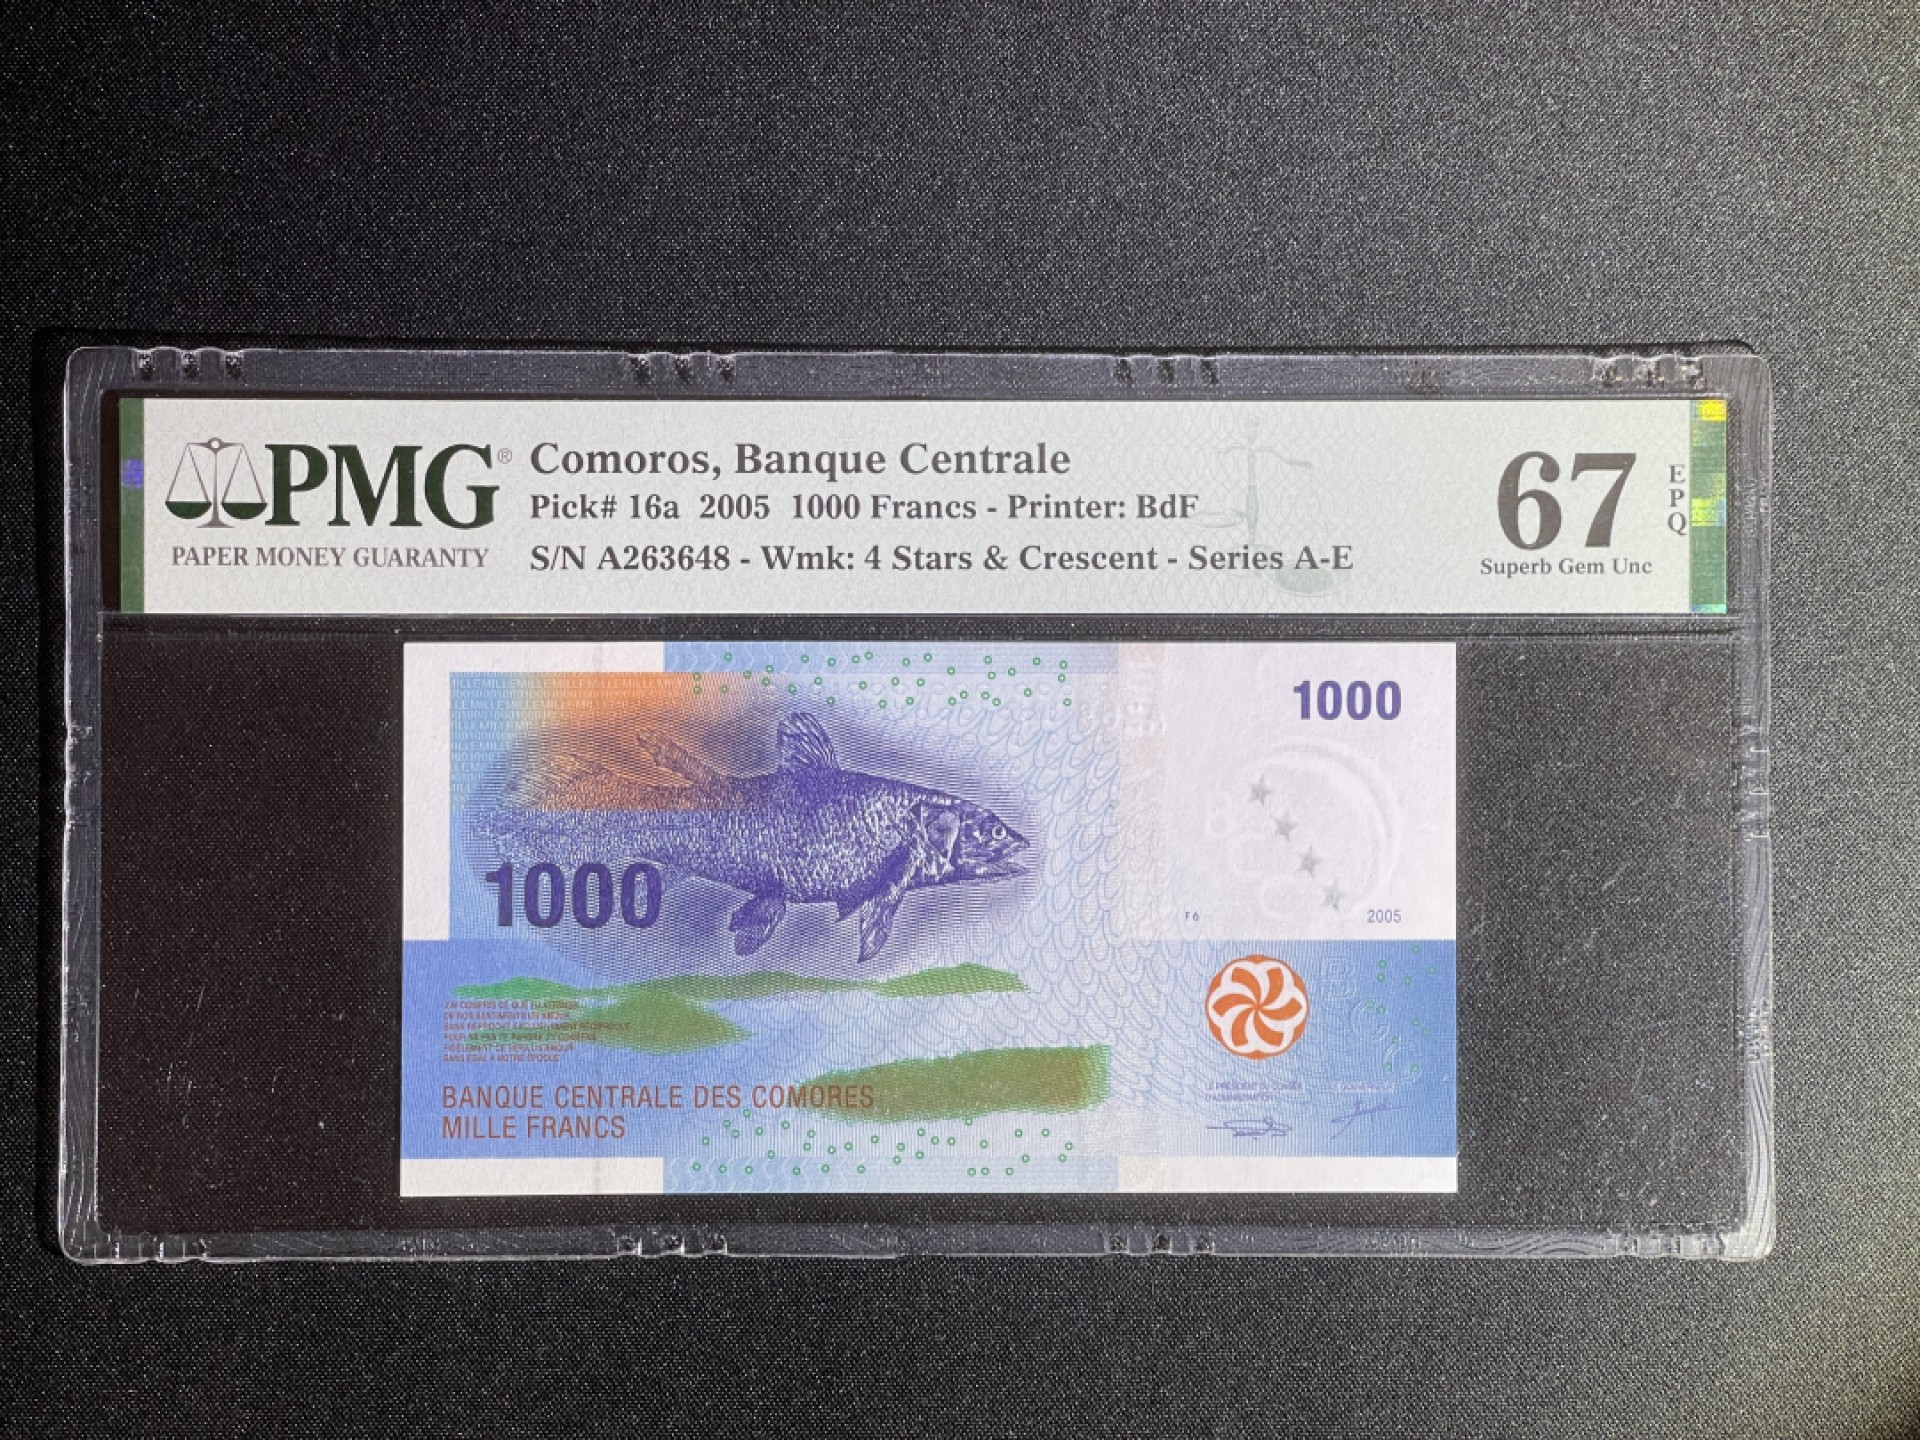 PMG®
PAPER MONEY GUARANTY
Comoros, Banque Centrale
Pick# 16a 2005 1000 Francs - Printer: BdF
S/N A263648 - Wmk: 4 Stars & Crescent - Series A-E
67
EPQ
Superb Gem Unc
1000
1000
F6
2005
BANQUE CENTRALE DES COMORES
MILLE FRANCS